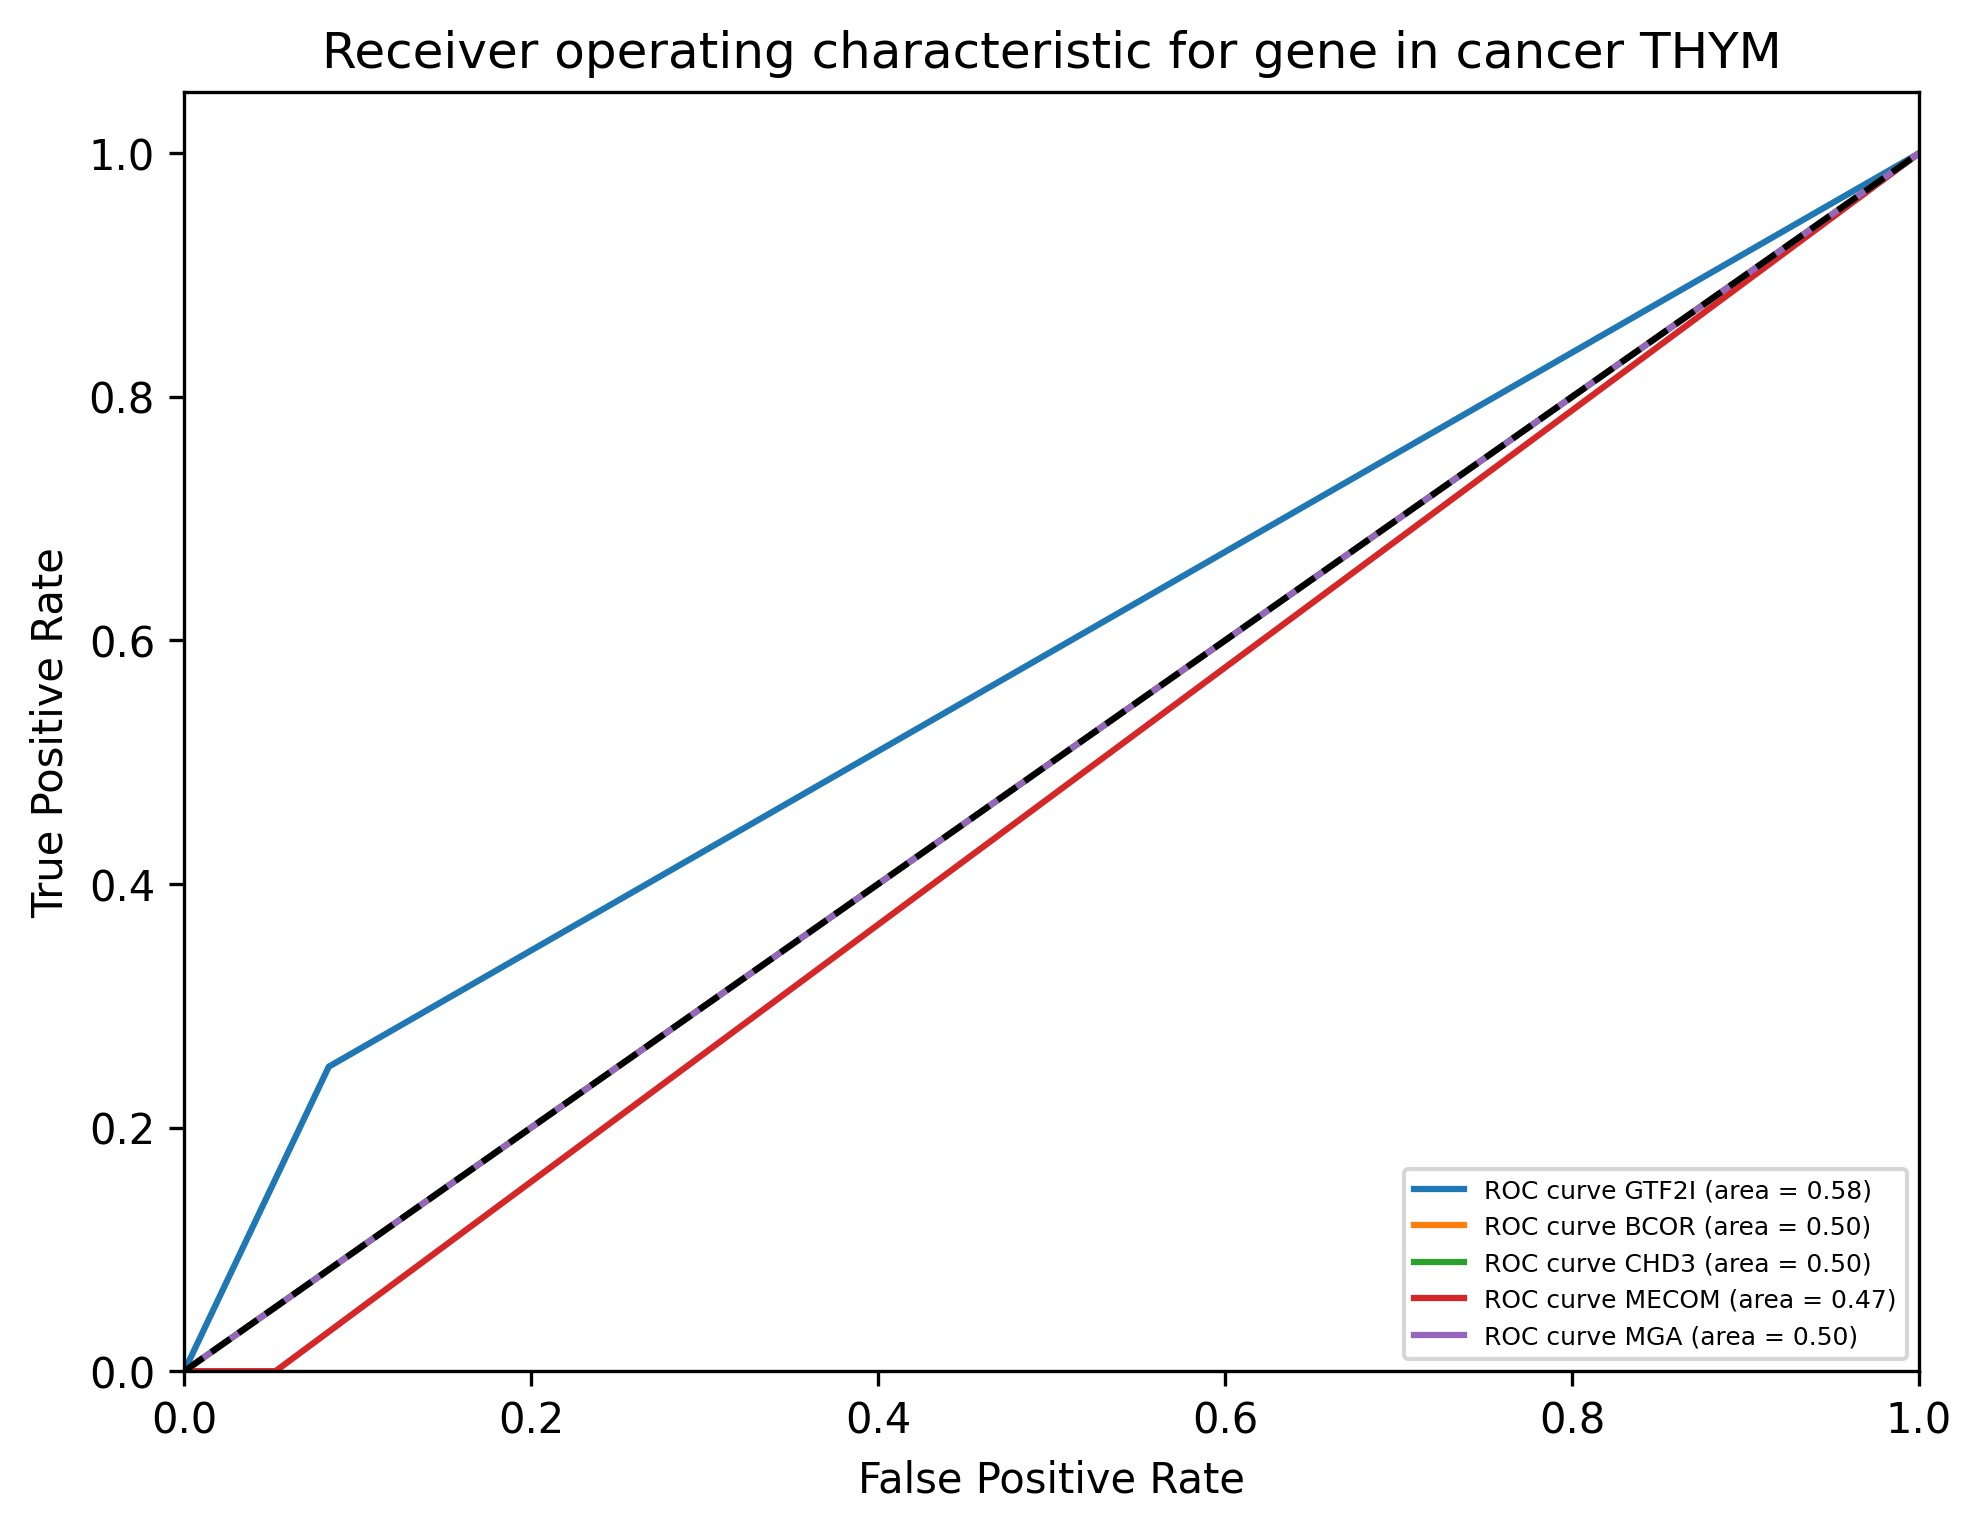 Receiver operating characteristic for gene in cancer THYM
1.0
0.8
0.6
0.4
0.2
0.0
True Positive Rate
ROC curve GTF2I (area = 0.58)
ROC curve BCOR (area = 0.50)
ROC curve CHD3 (area = 0.50)
ROC curve MECOM (area = 0.47)
ROC curve MGA (area = 0.50)
0.0 0.2 0.4 0.6 0.8 1.0
False Positive Rate